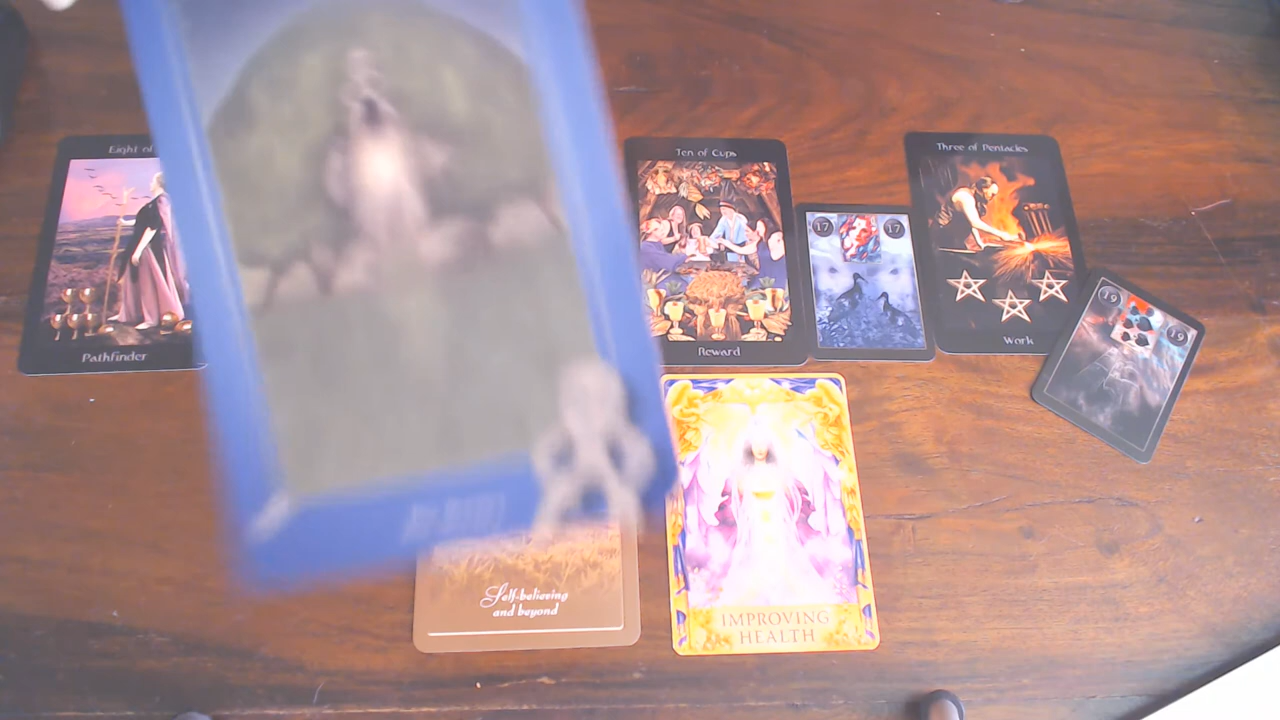 Eight of
Pathfinder
Ten of Cups
Reward
17
17
Three of Pentacles
Work
19
19
Self-believing
and beyond
IMPROVING
HEALTH